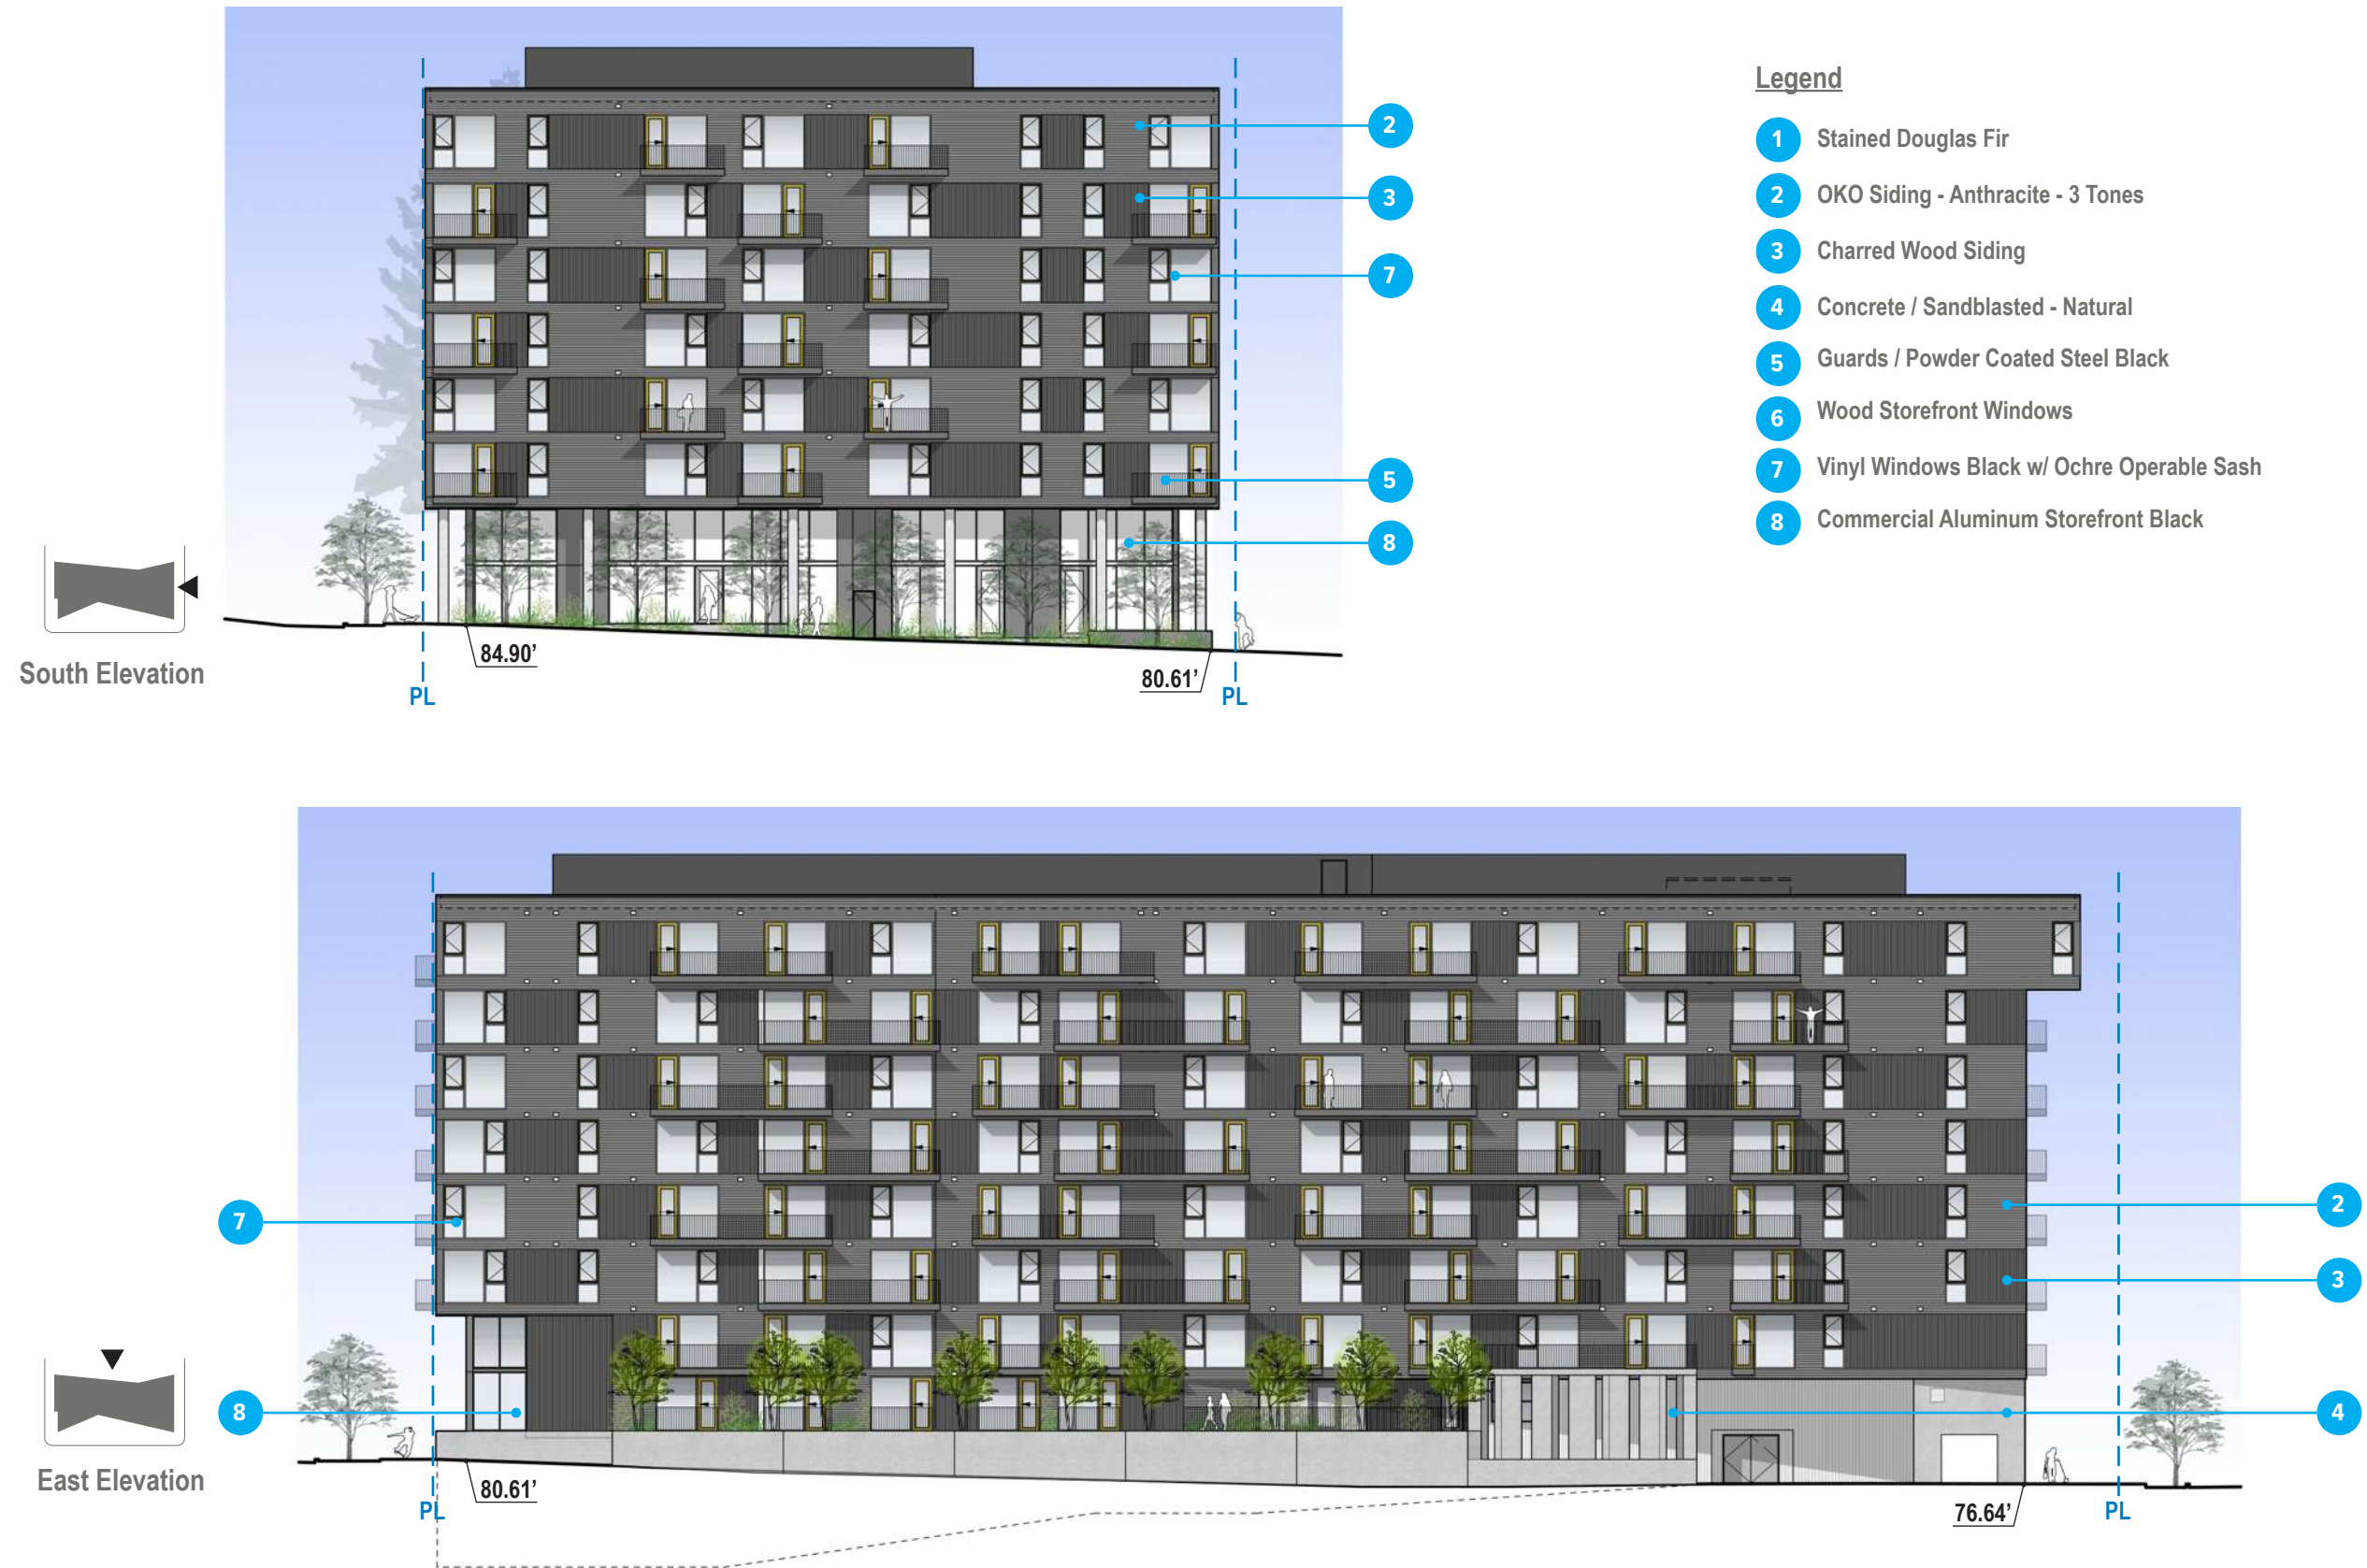 Legend
1 Stained Douglas Fir
2 OKO Siding - Anthracite - 3 Tones
3 Charred Wood Siding
4 Concrete / Sandblasted - Natural
5 Guards / Powder Coated Steel Black
6 Wood Storefront Windows
7 Vinyl Windows Black w/ Ochre Operable Sash
8 Commercial Aluminum Storefront Black
2
3
7
5
8
South Elevation
84.90’
80.61’
PL
PL
7
2
3
8
4
East Elevation
80.61’
76.64’
PL
PL